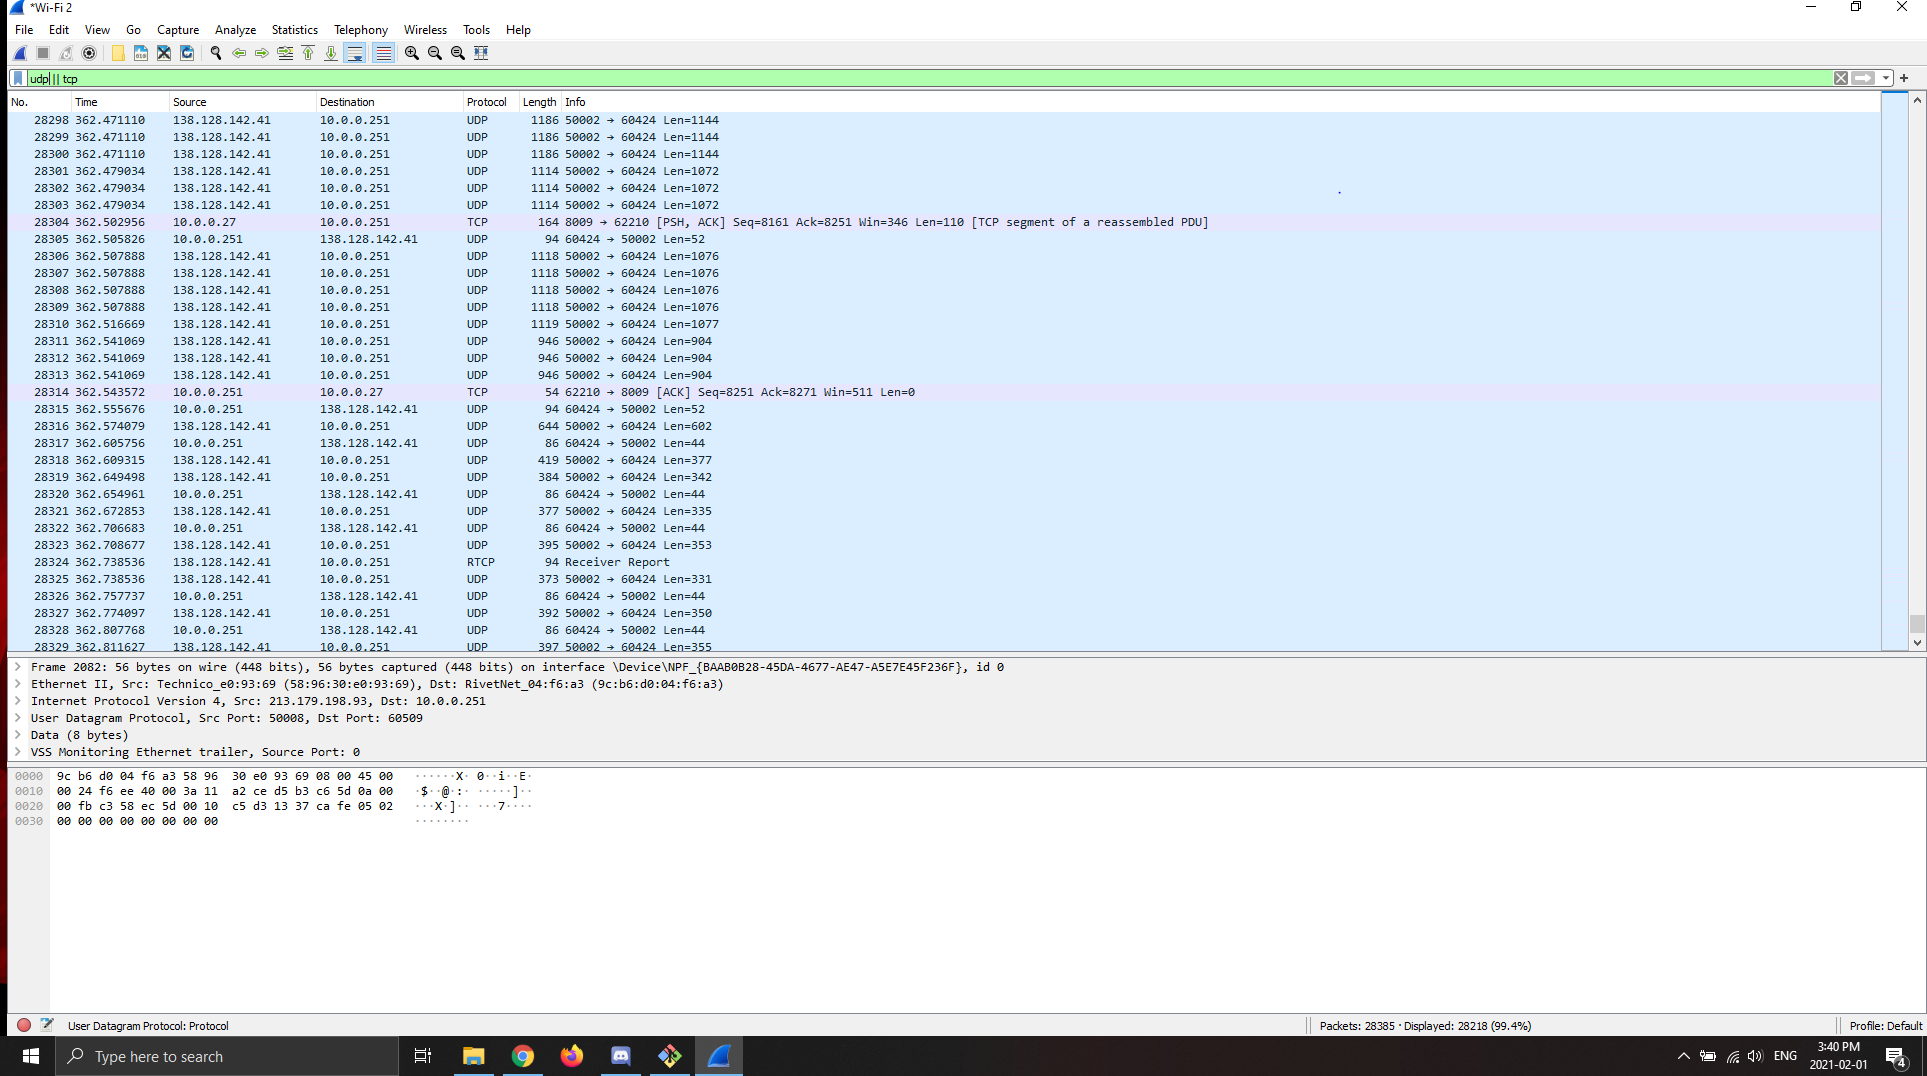 *Wi-Fi 2
File Edit View Go Capture Analyze Statistics Telephony Wireless Tools Help
udp || tcp
No. Time Source Destination Protocol Length Info
28298 362.471110 138.128.142.41 10.0.0.251 UDP 1186 50002 → 60424 Len=1144
28299 362.471110 138.128.142.41 10.0.0.251 UDP 1186 50002 → 60424 Len=1144
28300 362.471110 138.128.142.41 10.0.0.251 UDP 1186 50002 → 60424 Len=1144
28301 362.479034 138.128.142.41 10.0.0.251 UDP 1114 50002 → 60424 Len=1072
28302 362.479034 138.128.142.41 10.0.0.251 UDP 1114 50002 → 60424 Len=1072
28303 362.479034 138.128.142.41 10.0.0.251 UDP 1114 50002 → 60424 Len=1072
28304 362.502956 10.0.0.27 10.0.0.251 TCP 164 8009 → 62210 [PSH, ACK] Seq=8161 Ack=8251 Win=346 Len=110 [TCP segment of a reassembled PDU]
28305 362.505826 10.0.0.251 138.128.142.41 UDP 94 60424 → 50002 Len=52
28306 362.507888 138.128.142.41 10.0.0.251 UDP 1118 50002 → 60424 Len=1076
28307 362.507888 138.128.142.41 10.0.0.251 UDP 1118 50002 → 60424 Len=1076
28308 362.507888 138.128.142.41 10.0.0.251 UDP 1118 50002 → 60424 Len=1076
28309 362.507888 138.128.142.41 10.0.0.251 UDP 1118 50002 → 60424 Len=1076
28310 362.516669 138.128.142.41 10.0.0.251 UDP 1119 50002 → 60424 Len=1077
28311 362.541069 138.128.142.41 10.0.0.251 UDP 946 50002 → 60424 Len=904
28312 362.541069 138.128.142.41 10.0.0.251 UDP 946 50002 → 60424 Len=904
28313 362.541069 138.128.142.41 10.0.0.251 UDP 946 50002 → 60424 Len=904
28314 362.543572 10.0.0.251 10.0.0.27 TCP 54 62210 → 8009 [ACK] Seq=8251 Ack=8271 Win=511 Len=0
28315 362.555676 10.0.0.251 138.128.142.41 UDP 94 60424 → 50002 Len=52
28316 362.574079 138.128.142.41 10.0.0.251 UDP 644 50002 → 60424 Len=602
28317 362.605756 10.0.0.251 138.128.142.41 UDP 86 60424 → 50002 Len=44
28318 362.609315 138.128.142.41 10.0.0.251 UDP 419 50002 → 60424 Len=377
28319 362.649498 138.128.142.41 10.0.0.251 UDP 384 50002 → 60424 Len=342
28320 362.654961 10.0.0.251 138.128.142.41 UDP 86 60424 → 50002 Len=44
28321 362.672853 138.128.142.41 10.0.0.251 UDP 377 50002 → 60424 Len=335
28322 362.706683 10.0.0.251 138.128.142.41 UDP 86 60424 → 50002 Len=44
28323 362.708677 138.128.142.41 10.0.0.251 UDP 395 50002 → 60424 Len=353
28324 362.738536 138.128.142.41 10.0.0.251 RTCP 94 Receiver Report
28325 362.738536 138.128.142.41 10.0.0.251 UDP 373 50002 → 60424 Len=331
28326 362.757737 10.0.0.251 138.128.142.41 UDP 86 60424 → 50002 Len=44
28327 362.774097 138.128.142.41 10.0.0.251 UDP 392 50002 → 60424 Len=350
28328 362.807768 10.0.0.251 138.128.142.41 UDP 86 60424 → 50002 Len=44
28329 362.811627 138.128.142.41 10.0.0.251 UDP 397 50002 → 60424 Len=355
Frame 2082: 56 bytes on wire (448 bits), 56 bytes captured (448 bits) on interface \Device\NPF_{BAAB0B28-45DA-4677-AE47-A5E7E45F236F}, id 0
Ethernet II, Src: Technico_e0:93:69 (58:96:30:e0:93:69), Dst: RivetNet_04:f6:a3 (9c:b6:d0:04:f6:a3)
Internet Protocol Version 4, Src: 213.179.198.93, Dst: 10.0.0.251
User Datagram Protocol, Src Port: 50008, Dst Port: 60509
Data (8 bytes)
VSS Monitoring Ethernet trailer, Source Port: 0
0000 9c b6 d0 04 f6 a3 58 96 30 e0 93 69 08 00 45 00 ······X· 0··i··E·
0010 00 24 f6 ee 40 00 3a 11 a2 ce d5 b3 c6 5d 0a 00 ·$··@·:· ·····]··
0020 00 fb c3 58 ec 5d 00 10 c5 d3 13 37 ca fe 05 02 ···X·]·· ···7····
0030 00 00 00 00 00 00 00 00 ········
User Datagram Protocol: Protocol
Packets: 28385 · Displayed: 28218 (99.4%)
Profile: Default
Type here to search
ENG
3:40 PM
2021-02-01
4